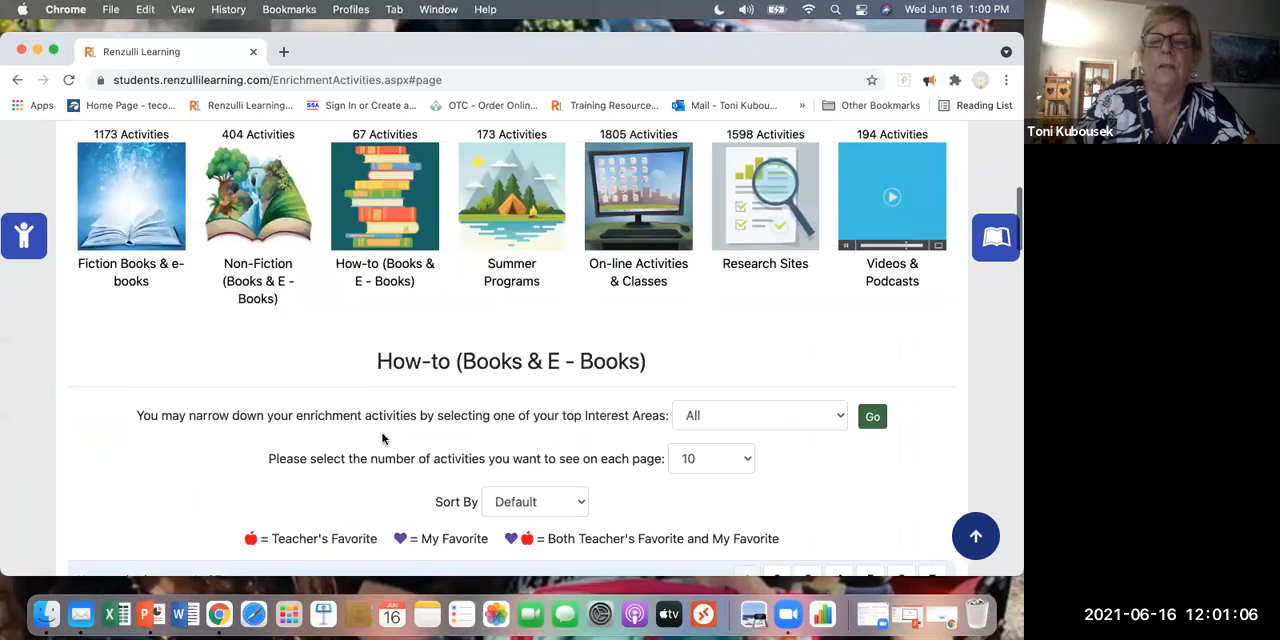 Chrome File Edit View History Bookmarks Profiles Tab Window Help Wed Jun 16 1:00 PM
Renzulli Learning
students.renzullilearning.com/EnrichmentActivities.aspx#page
Apps Home Page - teco... Renzulli Learning... Sign In or Create a... OTC - Order Onlin... Training Resource... Mail - Toni Kubou... » Other Bookmarks Reading List
Toni Kubousek
1173 Activities 404 Activities 67 Activities 173 Activities 1805 Activities 1598 Activities 194 Activities
Fiction Books & e- Non-Fiction How-to (Books & Summer On-line Activities Research Sites Videos &
books (Books & E - E - Books) Programs & Classes Podcasts
Books)
How-to (Books & E - Books)
You may narrow down your enrichment activities by selecting one of your top Interest Areas: All Go
Please select the number of activities you want to see on each page: 10
Sort By Default
= Teacher's Favorite = My Favorite = Both Teacher's Favorite and My Favorite
JUN
16
tv
2021-06-16 12:01:06